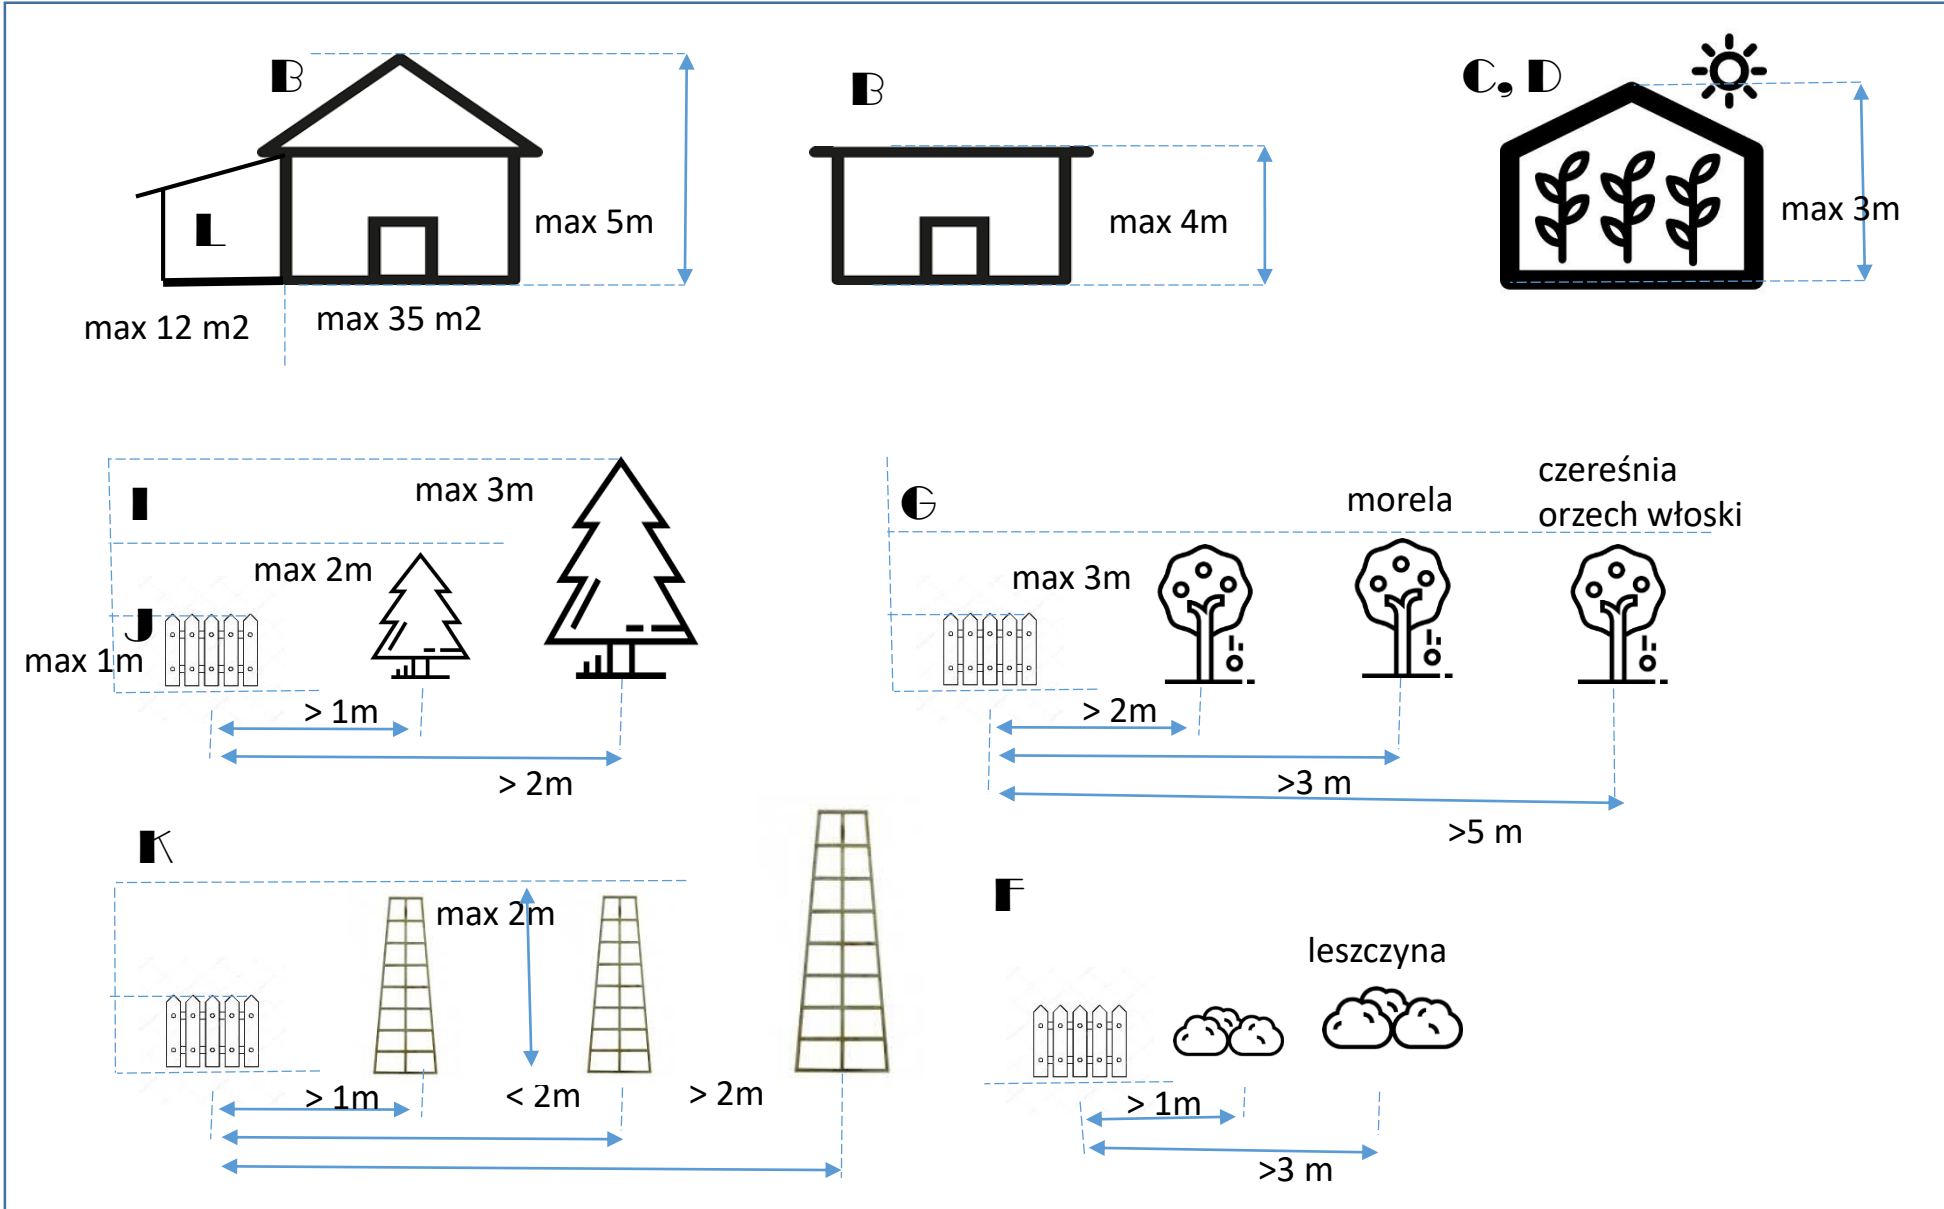 B
B
C, D
L
max 5m
max 4m
max 3m
max 12 m2
max 35 m2
I
max 3m
max 2m
J
max 1m
> 1m
> 2m
G
morela
czereśnia
orzech włoski
max 3m
> 2m
>3 m
>5 m
K
max 2m
> 1m
< 2m
> 2m
F
leszczyna
> 1m
>3 m